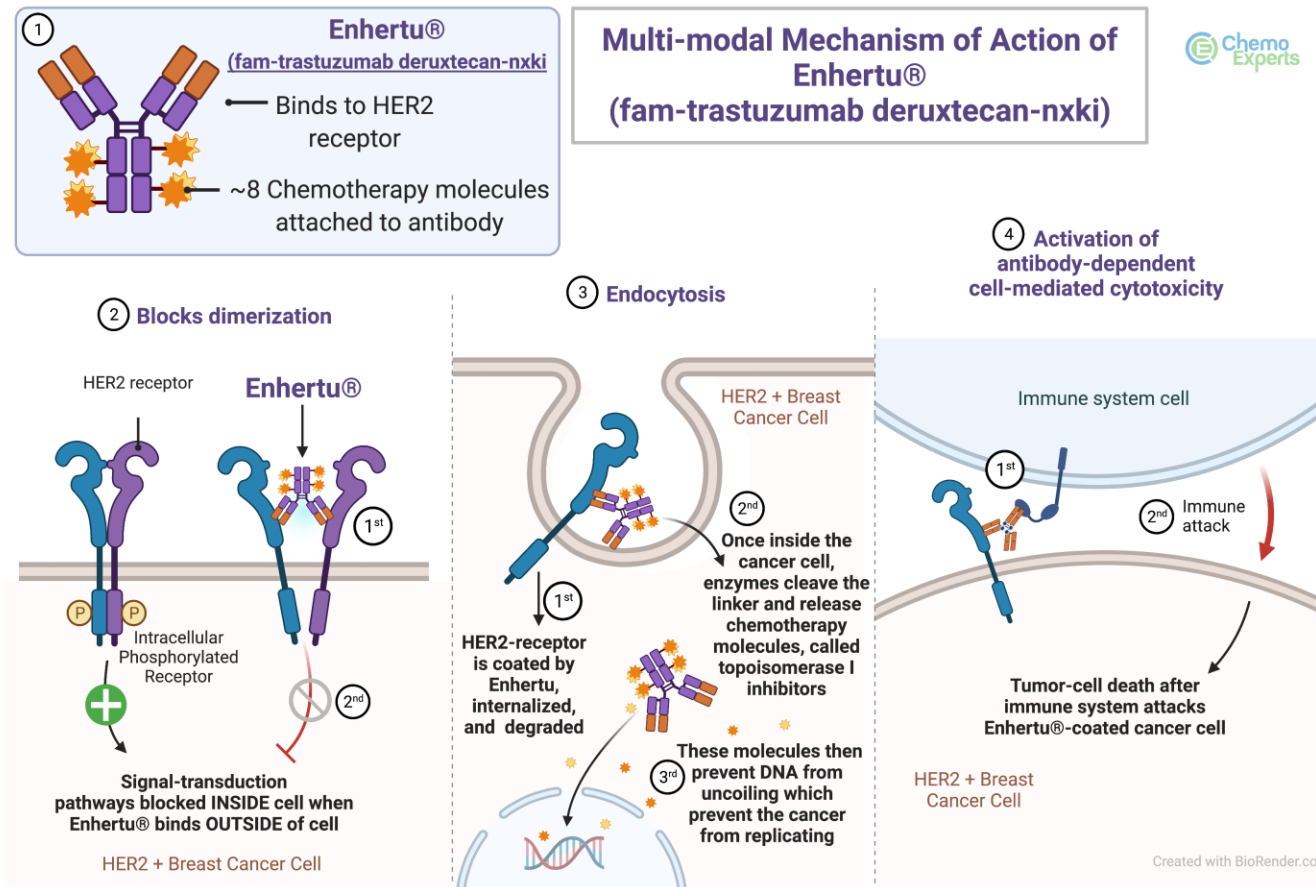 1
Enhertu®
(fam-trastuzumab deruxtecan-nxki
Binds to HER2
receptor
~8 Chemotherapy molecules
attached to antibody
Multi-modal Mechanism of Action of
Enhertu®
(fam-trastuzumab deruxtecan-nxki)
Chemo
Experts
2 Blocks dimerization
HER2 receptor
Enhertu®
1st
P
P
Intracellular
Phosphorylated
Receptor
2nd
Signal-transduction
pathways blocked INSIDE cell when
Enhertu® binds OUTSIDE of cell
HER2 + Breast Cancer Cell
3 Endocytosis
HER2 + Breast
Cancer Cell
1st
HER2-receptor
is coated by
Enhertu,
internalized,
and degraded
2nd
Once inside the
cancer cell,
enzymes cleave the
linker and release
chemotherapy
molecules, called
topoisomerase I
inhibitors
3rd
These molecules then
prevent DNA from
uncoiling which
prevent the cancer
from replicating
4 Activation of
antibody-dependent
cell-mediated cytotoxicity
Immune system cell
1st
2nd
Immune
attack
Tumor-cell death after
immune system attacks
Enhertu®-coated cancer cell
HER2 + Breast
Cancer Cell
Created with BioRender.co